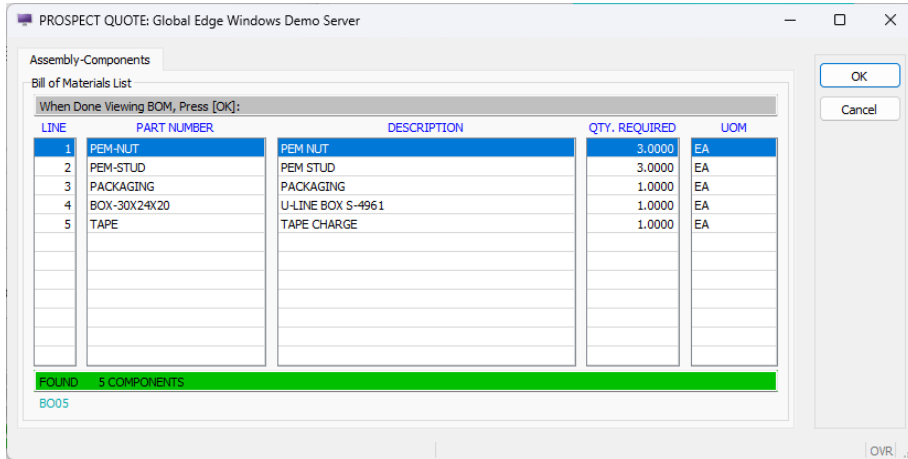 PROSPECT QUOTE: Global Edge Windows Demo Server
Assembly-Components
Bill of Materials List
When Done Viewing BOM, Press [OK]:
LINE PART NUMBER DESCRIPTION QTY. REQUIRED UOM
1 PEM-NUT PEM NUT 3.0000 EA
2 PEM-STUD PEM STUD 3.0000 EA
3 PACKAGING PACKAGING 1.0000 EA
4 BOX-30X24X20 U-LINE BOX S-4961 1.0000 EA
5 TAPE TAPE CHARGE 1.0000 EA
FOUND 5 COMPONENTS
BO05
OK
Cancel
OVR